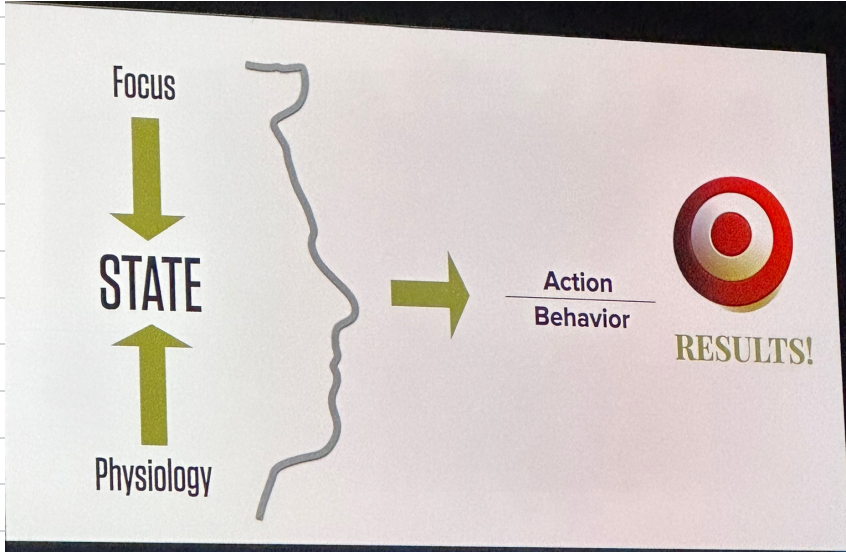 Focus
STATE
Physiology
Action
Behavior
RESULTS!